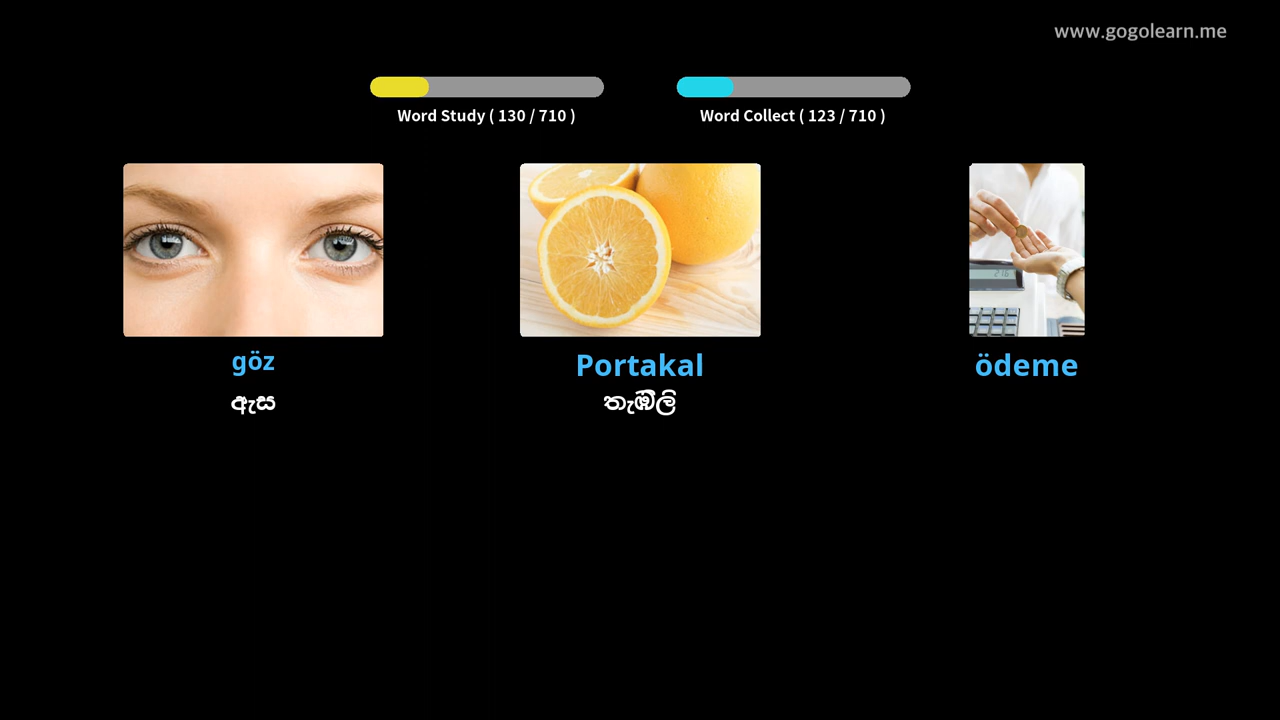 www.gogolearn.me
Word Study ( 130 / 710 )
Word Collect ( 123 / 710 )
göz
Portakal
ödeme
ඇස
තැඹිලි